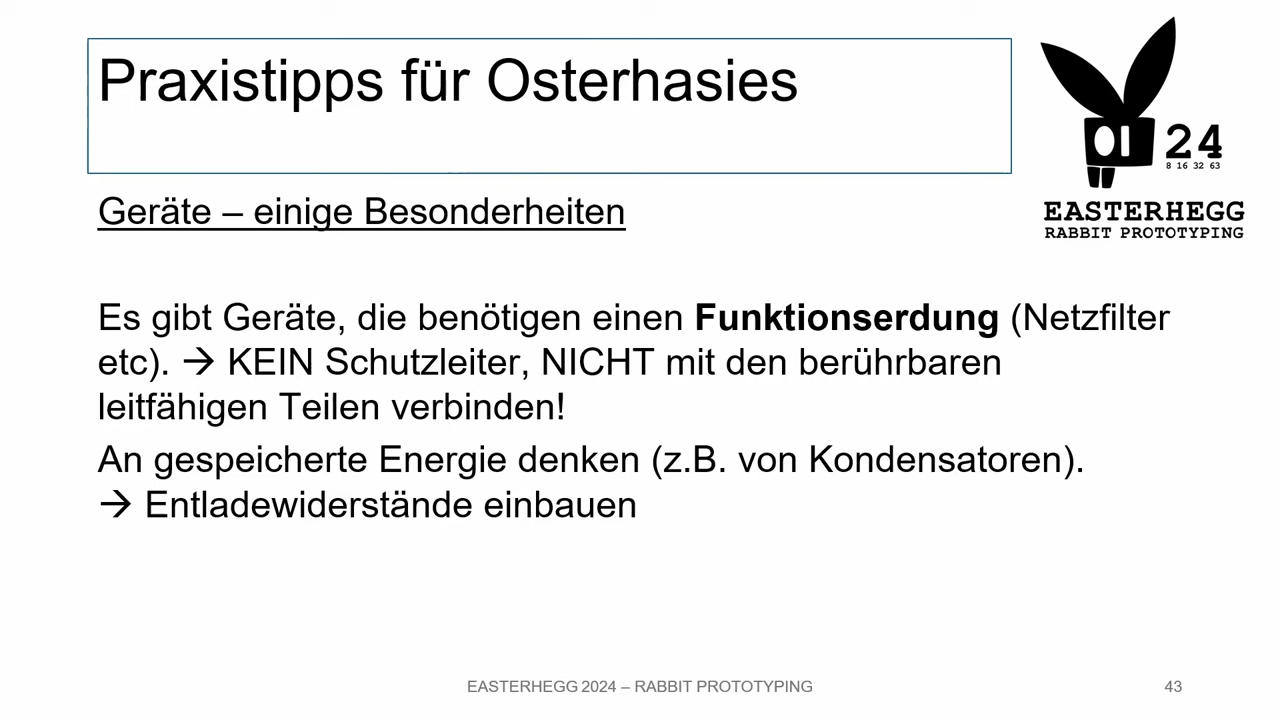 Praxistipps für Osterhasies
24
8 16 32 63
EASTERHEGG
RABBIT PROTOTYPING
Geräte – einige Besonderheiten
Es gibt Geräte, die benötigen einen Funktionserdung (Netzfilter
etc). → KEIN Schutzleiter, NICHT mit den berührbaren
leitfähigen Teilen verbinden!
An gespeicherte Energie denken (z.B. von Kondensatoren).
→ Entladewiderstände einbauen
EASTERHEGG 2024 – RABBIT PROTOTYPING
43